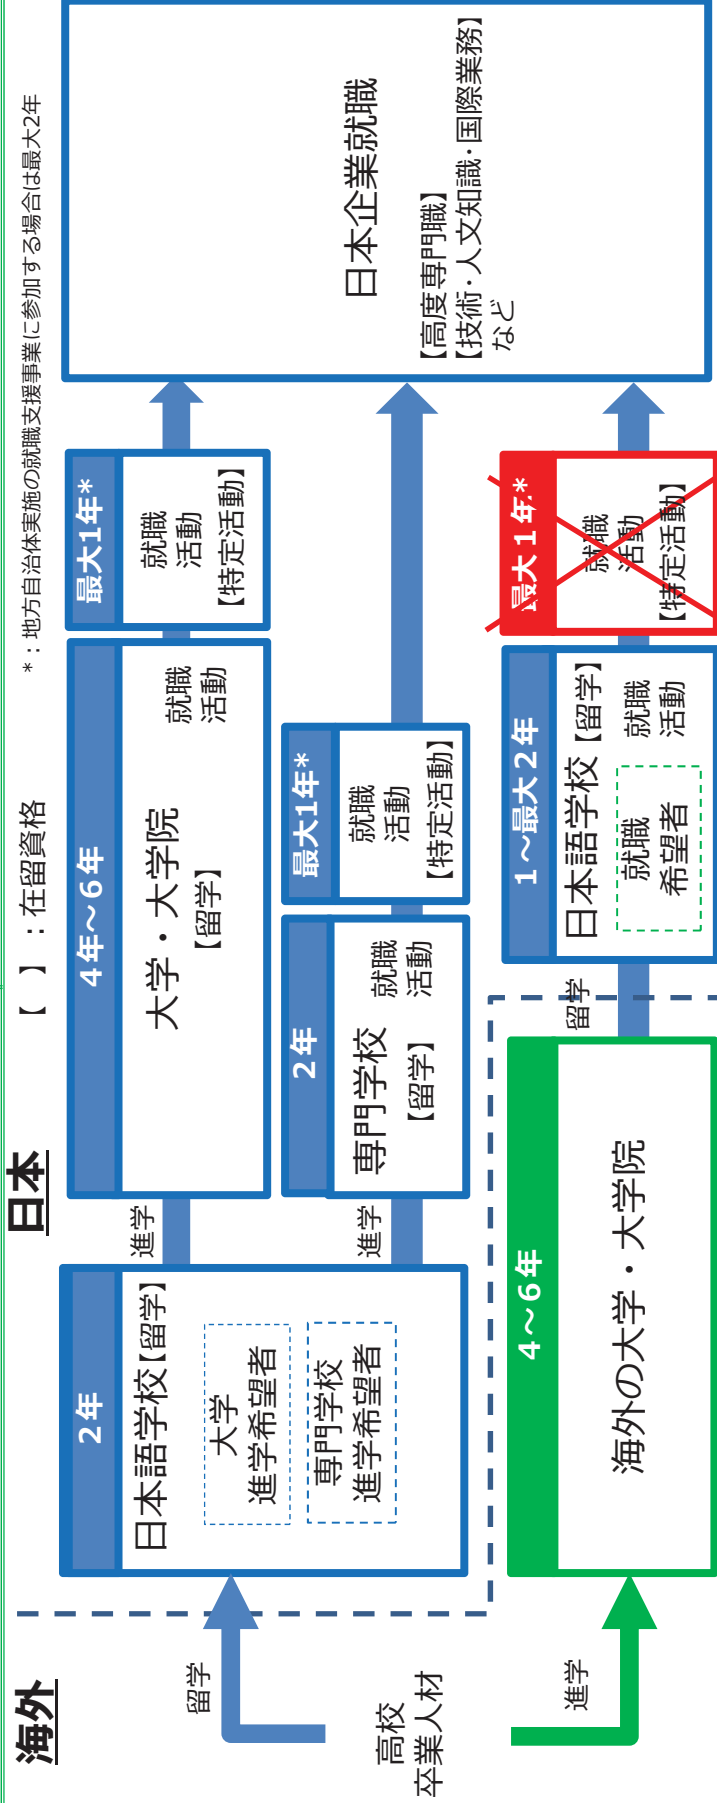 海外
日本
【　】：在留資格
*：地方自治体実施の就職支援事業に参加する場合は最大2年
高校
卒業人材
留学
進学
2年
日本語学校【留学】
大学
進学希望者
専門学校
進学希望者
進学
4年～6年
大学・大学院
【留学】
就職
活動
最大1年*
就職
活動
【特定活動】
進学
2年
専門学校
【留学】
就職
活動
最大1年*
就職
活動
【特定活動】
4～6年
海外の大学・大学院
留学
1～最大2年
日本語学校【留学】
就職
希望者
就職
活動
最大1年*
就職
活動
【特定活動】
日本企業就職
【高度専門職】
【技術・人文知識・国際業務】
など